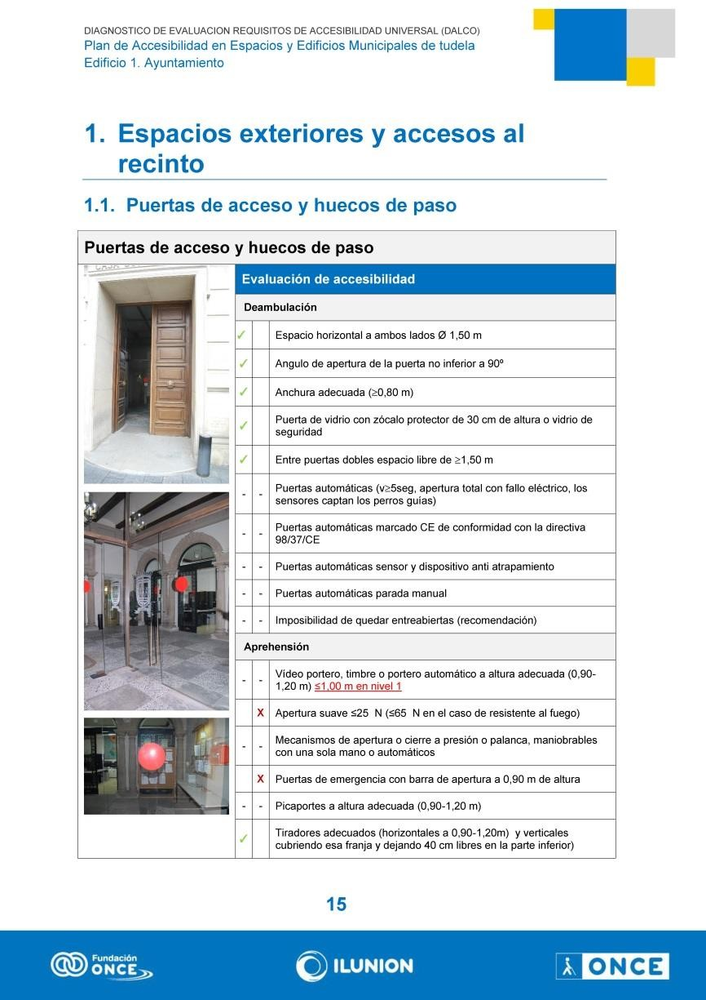 DIAGNOSTICO DE EVALUACION REQUISITOS DE ACCESIBILIDAD UNIVERSAL (DALCO)
Plan de Accesibilidad en Espacios y Edificios Municipales de tudela
Edificio 1. Ayuntamiento
1. Espacios exteriores y accesos al
recinto
1.1. Puertas de acceso y huecos de paso
Puertas de acceso y huecos de paso
Evaluación de accesibilidad
Deambulación
✓ Espacio horizontal a ambos lados Ø 1,50 m
✓ Angulo de apertura de la puerta no inferior a 90º
✓ Anchura adecuada (≥0,80 m)
✓ Puerta de vidrio con zócalo protector de 30 cm de altura o vidrio de
seguridad
✓ Entre puertas dobles espacio libre de ≥1,50 m
- - Puertas automáticas (v≥5seg, apertura total con fallo eléctrico, los
sensores captan los perros guías)
- - Puertas automáticas marcado CE de conformidad con la directiva
98/37/CE
- - Puertas automáticas sensor y dispositivo anti atrapamiento
- - Puertas automáticas parada manual
- - Imposibilidad de quedar entreabiertas (recomendación)
Aprehensión
- - Vídeo portero, timbre o portero automático a altura adecuada (0,90-
1,20 m) ≤1,00 m en nivel 1
X Apertura suave ≤25 N (≤65 N en el caso de resistente al fuego)
- - Mecanismos de apertura o cierre a presión o palanca, maniobrables
con una sola mano o automáticos
X Puertas de emergencia con barra de apertura a 0,90 m de altura
- - Picaportes a altura adecuada (0,90-1,20 m)
✓ Tiradores adecuados (horizontales a 0,90-1,20m) y verticales
cubriendo esa franja y dejando 40 cm libres en la parte inferior)
15
Fundación
ONCE
ILUNION
ONCE